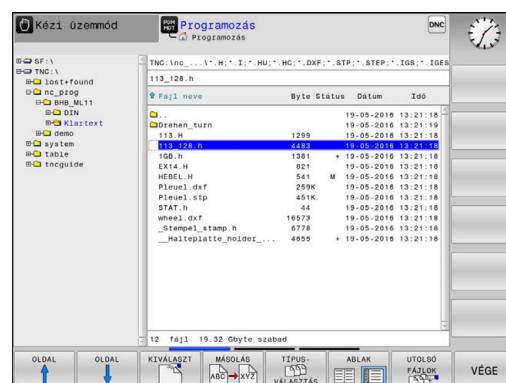 Kézi üzemmód
PGM MGT Programozás
Programozás
DNC
SF:\
TNC:\
lost+found
nc_prog
BHB_ML11
DIN
Klartext
demo
system
table
tncguide
TNC:\nc_...\*.H;*.I;*.HU;*.HC;*.DXF;*.STP;*.STEP;*.IGS;*.IGES
113_128.h
Fájl neve Byte Státus Dátum Idő
.. 19-05-2016 13:21:18
Drehen_turn 19-05-2016 13:21:19
113.H 1299 19-05-2016 13:21:18
113_128.h 4483 19-05-2016 13:21:18
1GB.h 1381 + 19-05-2016 13:21:18
EX14.H 821 19-05-2016 13:21:18
HEBEL.H 541 M 19-05-2016 13:21:18
Pleuel.dxf 259K 19-05-2016 13:21:18
Pleuel.stp 451K 19-05-2016 13:21:18
STAT.h 44 19-05-2016 13:21:18
wheel.dxf 16573 19-05-2016 13:21:18
_Stempel_stamp.h 6778 19-05-2016 13:21:18
__Halteplatte_holder_... 4655 + 19-05-2016 13:21:18
12 fájl 19.32 Gbyte szabad
OLDAL
OLDAL
KIVÁLASZT
MÁSOLÁS
ABC XYZ
TÍPUS-
VÁLASZTÁS
ABLAK
UTOLSÓ
FÁJLOK
VÉGE